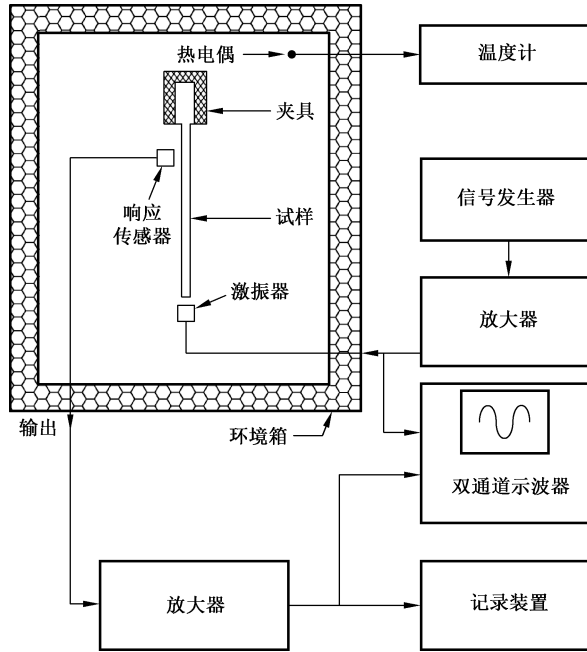 热电偶
温度计
夹具
信号发生器
响应
传感器
试样
激振器
放大器
输出
环境箱
双通道示波器
放大器
记录装置